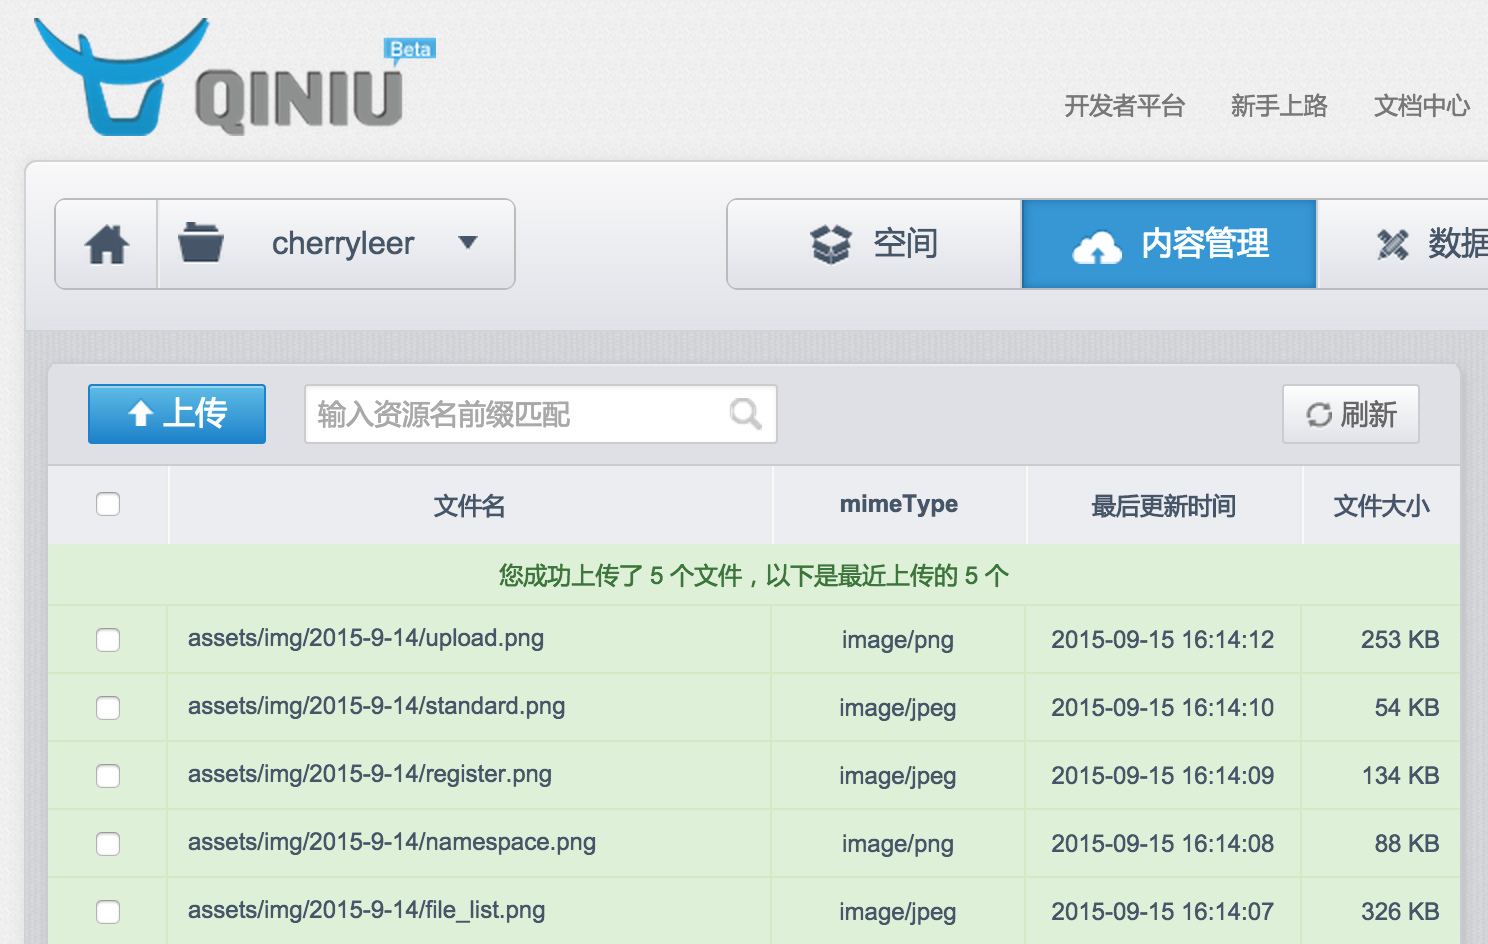 Beta
QINIU
开发者平台 新手上路 文档中心
cherryleer 空间 内容管理 数据
上传 输入资源名前缀匹配 刷新
文件名 mimeType 最后更新时间 文件大小
您成功上传了 5 个文件，以下是最近上传的 5 个
assets/img/2015-9-14/upload.png image/png 2015-09-15 16:14:12 253 KB
assets/img/2015-9-14/standard.png image/jpeg 2015-09-15 16:14:10 54 KB
assets/img/2015-9-14/register.png image/jpeg 2015-09-15 16:14:09 134 KB
assets/img/2015-9-14/namespace.png image/png 2015-09-15 16:14:08 88 KB
assets/img/2015-9-14/file_list.png image/jpeg 2015-09-15 16:14:07 326 KB